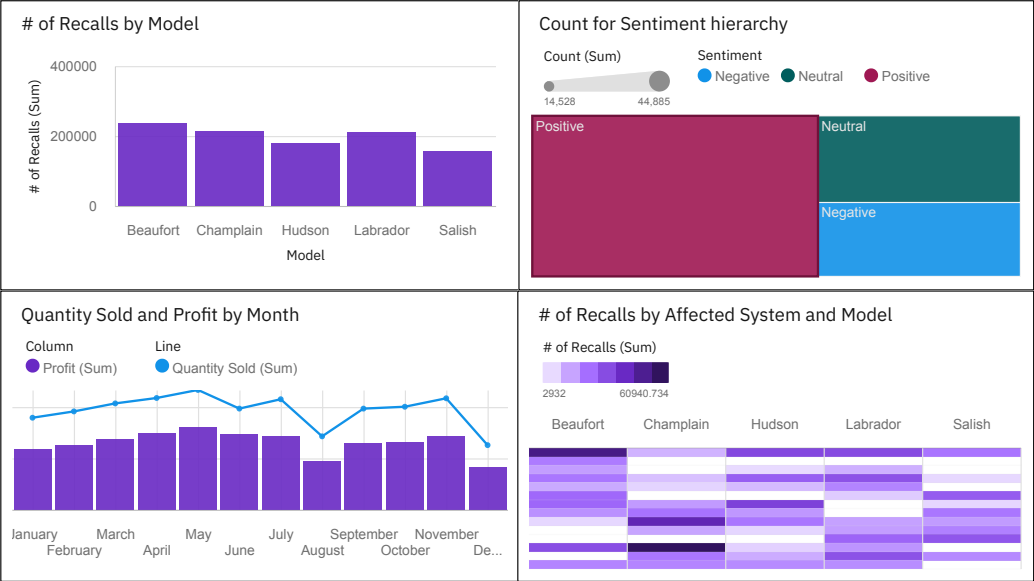 # of Recalls by Model
400000
200000
0
# of Recalls (Sum)
Beaufort Champlain Hudson Labrador Salish
Model
Count for Sentiment hierarchy
Count (Sum)
14,528 44,885
Sentiment
Negative Neutral Positive
Positive
Neutral
Negative
Quantity Sold and Profit by Month
Column
Profit (Sum)
Line
Quantity Sold (Sum)
January March May July September November
February April June August October De...
# of Recalls by Affected System and Model
# of Recalls (Sum)
2932 60940.734
Beaufort Champlain Hudson Labrador Salish